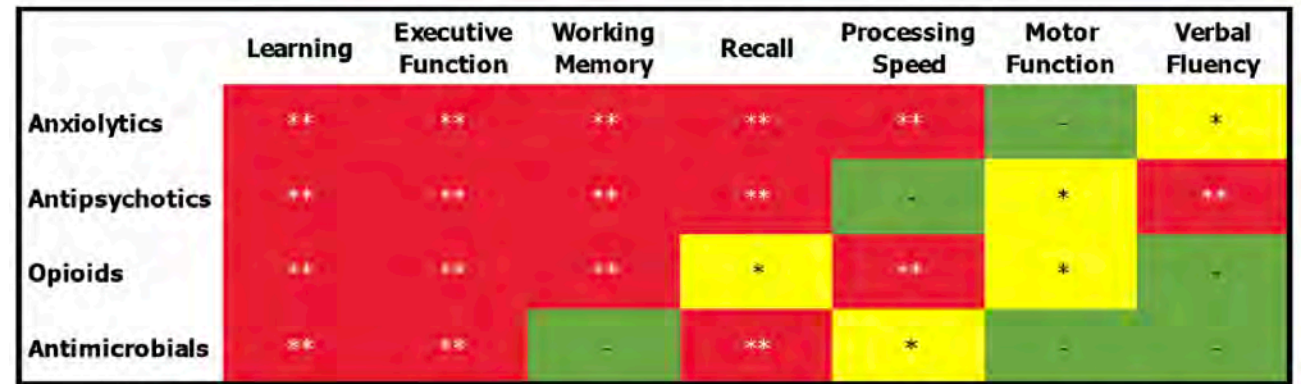 Learning Executive Function Working Memory Recall Processing Speed Motor Function Verbal Fluency
Anxiolytics ** ** ** ** ** - *
Antipsychotics ** ** ** ** - * **
Opioids ** ** ** * ** * -
Antimicrobials ** ** - ** * - -